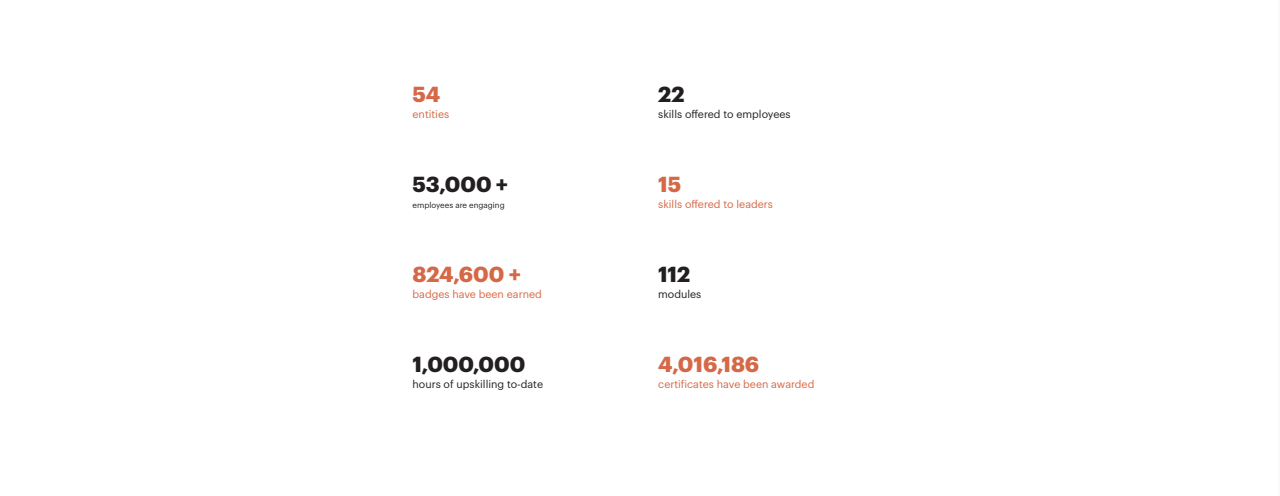 54
entities
22
skills offered to employees
53,000 +
employees are engaging
15
skills offered to leaders
824,600 +
badges have been earned
112
modules
1,000,000
hours of upskilling to-date
4,016,186
certificates have been awarded